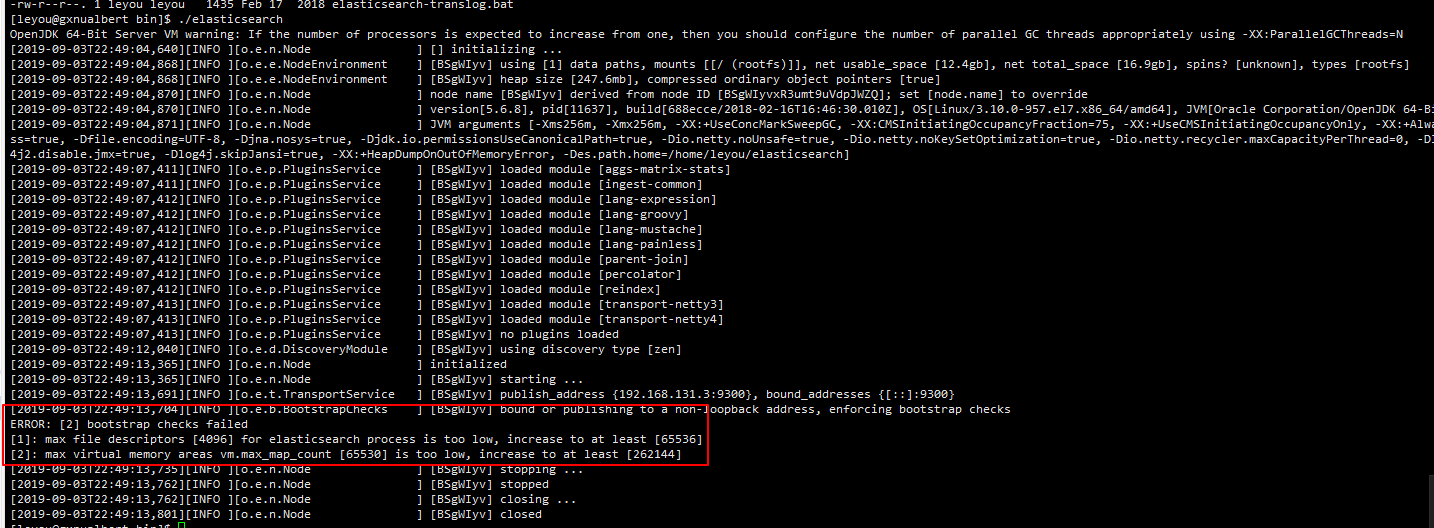 -rw-r--r--. 1 leyou leyou   1435 Feb 17  2018 elasticsearch-translog.bat
[leyou@gxnualbert bin]$ ./elasticsearch
OpenJDK 64-Bit Server VM warning: If the number of processors is expected to increase from one, then you should configure the number of parallel GC threads appropriately using -XX:ParallelGCThreads=N
[2019-09-03T22:49:04,640][INFO ][o.e.n.Node               ] [] initializing ...
[2019-09-03T22:49:04,868][INFO ][o.e.e.NodeEnvironment    ] [BSgWIyv] using [1] data paths, mounts [[/ (rootfs)]], net usable_space [12.4gb], net total_space [16.9gb], spins? [unknown], types [rootfs]
[2019-09-03T22:49:04,868][INFO ][o.e.e.NodeEnvironment    ] [BSgWIyv] heap size [247.6mb], compressed ordinary object pointers [true]
[2019-09-03T22:49:04,870][INFO ][o.e.n.Node               ] node name [BSgWIyv] derived from node ID [BSgWIyvxR3umt9uVdpJWZQ]; set [node.name] to override
[2019-09-03T22:49:04,870][INFO ][o.e.n.Node               ] version[5.6.8], pid[11637], build[688ecce/2018-02-16T16:46:30.010Z], OS[Linux/3.10.0-957.el7.x86_64/amd64], JVM[Oracle Corporation/OpenJDK 64-Bi
[2019-09-03T22:49:04,871][INFO ][o.e.n.Node               ] JVM arguments [-Xms256m, -Xmx256m, -XX:+UseConcMarkSweepGC, -XX:CMSInitiatingOccupancyFraction=75, -XX:+UseCMSInitiatingOccupancyOnly, -XX:+Alwa
ss=true, -Dfile.encoding=UTF-8, -Djna.nosys=true, -Djdk.io.permissionsUseCanonicalPath=true, -Dio.netty.noUnsafe=true, -Dio.netty.noKeySetOptimization=true, -Dio.netty.recycler.maxCapacityPerThread=0, -Dl
4j2.disable.jmx=true, -Dlog4j.skipJansi=true, -XX:+HeapDumpOnOutOfMemoryError, -Des.path.home=/home/leyou/elasticsearch]
[2019-09-03T22:49:07,411][INFO ][o.e.p.PluginsService     ] [BSgWIyv] loaded module [aggs-matrix-stats]
[2019-09-03T22:49:07,411][INFO ][o.e.p.PluginsService     ] [BSgWIyv] loaded module [ingest-common]
[2019-09-03T22:49:07,412][INFO ][o.e.p.PluginsService     ] [BSgWIyv] loaded module [lang-expression]
[2019-09-03T22:49:07,412][INFO ][o.e.p.PluginsService     ] [BSgWIyv] loaded module [lang-groovy]
[2019-09-03T22:49:07,412][INFO ][o.e.p.PluginsService     ] [BSgWIyv] loaded module [lang-mustache]
[2019-09-03T22:49:07,412][INFO ][o.e.p.PluginsService     ] [BSgWIyv] loaded module [lang-painless]
[2019-09-03T22:49:07,412][INFO ][o.e.p.PluginsService     ] [BSgWIyv] loaded module [parent-join]
[2019-09-03T22:49:07,412][INFO ][o.e.p.PluginsService     ] [BSgWIyv] loaded module [percolator]
[2019-09-03T22:49:07,412][INFO ][o.e.p.PluginsService     ] [BSgWIyv] loaded module [reindex]
[2019-09-03T22:49:07,413][INFO ][o.e.p.PluginsService     ] [BSgWIyv] loaded module [transport-netty3]
[2019-09-03T22:49:07,413][INFO ][o.e.p.PluginsService     ] [BSgWIyv] loaded module [transport-netty4]
[2019-09-03T22:49:07,413][INFO ][o.e.p.PluginsService     ] [BSgWIyv] no plugins loaded
[2019-09-03T22:49:12,040][INFO ][o.e.d.DiscoveryModule    ] [BSgWIyv] using discovery type [zen]
[2019-09-03T22:49:13,365][INFO ][o.e.n.Node               ] initialized
[2019-09-03T22:49:13,365][INFO ][o.e.n.Node               ] [BSgWIyv] starting ...
[2019-09-03T22:49:13,691][INFO ][o.e.t.TransportService   ] [BSgWIyv] publish_address {192.168.131.3:9300}, bound_addresses {[::]:9300}
[2019-09-03T22:49:13,704][INFO ][o.e.b.BootstrapChecks    ] [BSgWIyv] bound or publishing to a non-loopback address, enforcing bootstrap checks
ERROR: [2] bootstrap checks failed
[1]: max file descriptors [4096] for elasticsearch process is too low, increase to at least [65536]
[2]: max virtual memory areas vm.max_map_count [65530] is too low, increase to at least [262144]
[2019-09-03T22:49:13,735][INFO ][o.e.n.Node               ] [BSgWIyv] stopping ...
[2019-09-03T22:49:13,762][INFO ][o.e.n.Node               ] [BSgWIyv] stopped
[2019-09-03T22:49:13,762][INFO ][o.e.n.Node               ] [BSgWIyv] closing ...
[2019-09-03T22:49:13,801][INFO ][o.e.n.Node               ] [BSgWIyv] closed
[leyou@gxnualbert bin]$